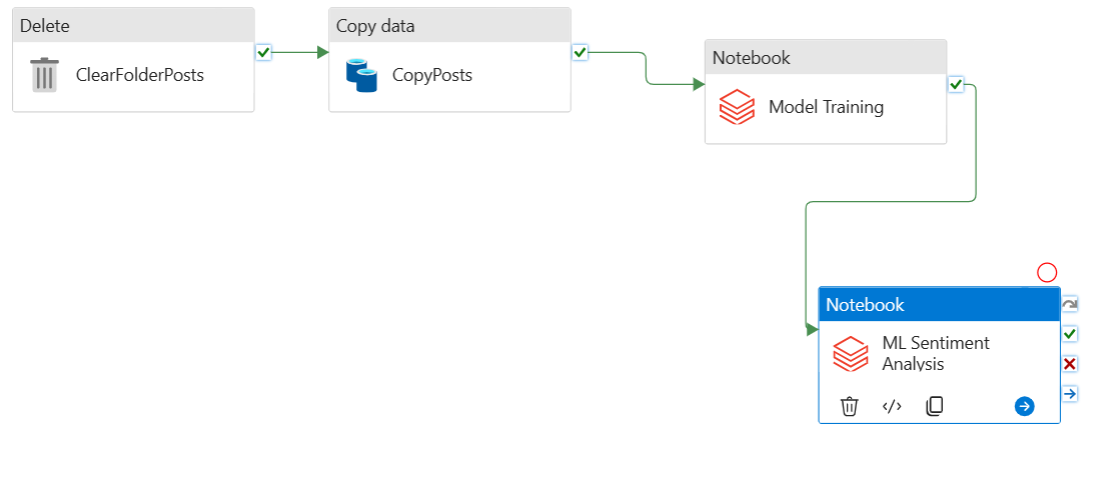 Delete
ClearFolderPosts
Copy data
CopyPosts
Notebook
Model Training
Notebook
ML Sentiment
Analysis